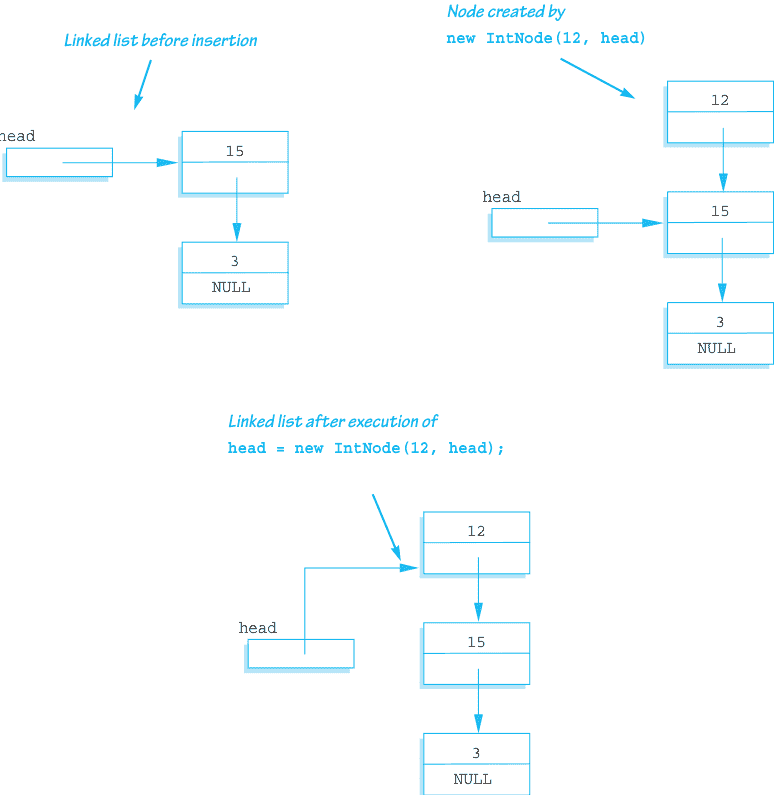 Linked list before insertion
head
15
3
NULL
Node created by
new IntNode(12, head)
12
head
15
3
NULL
Linked list after execution of
head = new IntNode(12, head);
12
head
15
3
NULL